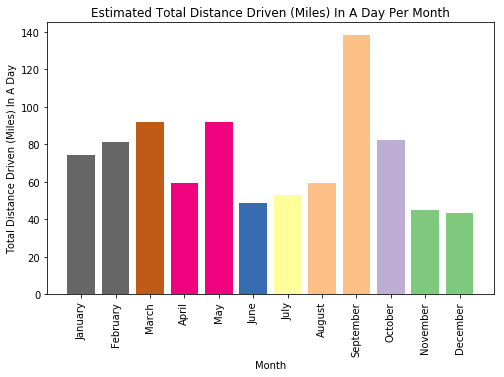 Estimated Total Distance Driven (Miles) In A Day Per Month
Total Distance Driven (Miles) In A Day
140
120
100
80
60
40
20
0
January
February
March
April
May
June
July
August
September
October
November
December
Month